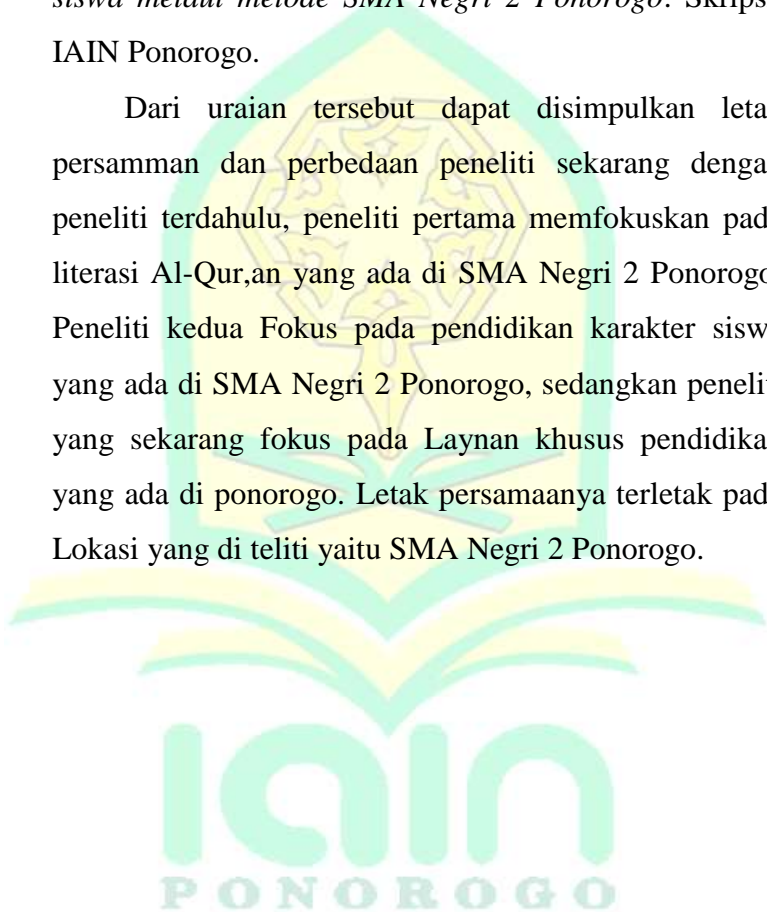 siswa melalui metode SMA Negri 2 Ponorogo. Skrips
IAIN Ponorogo.
Dari uraian tersebut dapat disimpulkan leta
persamman dan perbedaan peneliti sekarang denga
peneliti terdahulu, peneliti pertama memfokuskan pad
literasi Al-Qur,an yang ada di SMA Negri 2 Ponorogo
Peneliti kedua Fokus pada pendidikan karakter sisw
yang ada di SMA Negri 2 Ponorogo, sedangkan penelit
yang sekarang fokus pada Laynan khusus pendidika
yang ada di ponorogo. Letak persamaanya terletak pad
Lokasi yang di teliti yaitu SMA Negri 2 Ponorogo.
iain
PONOROGO